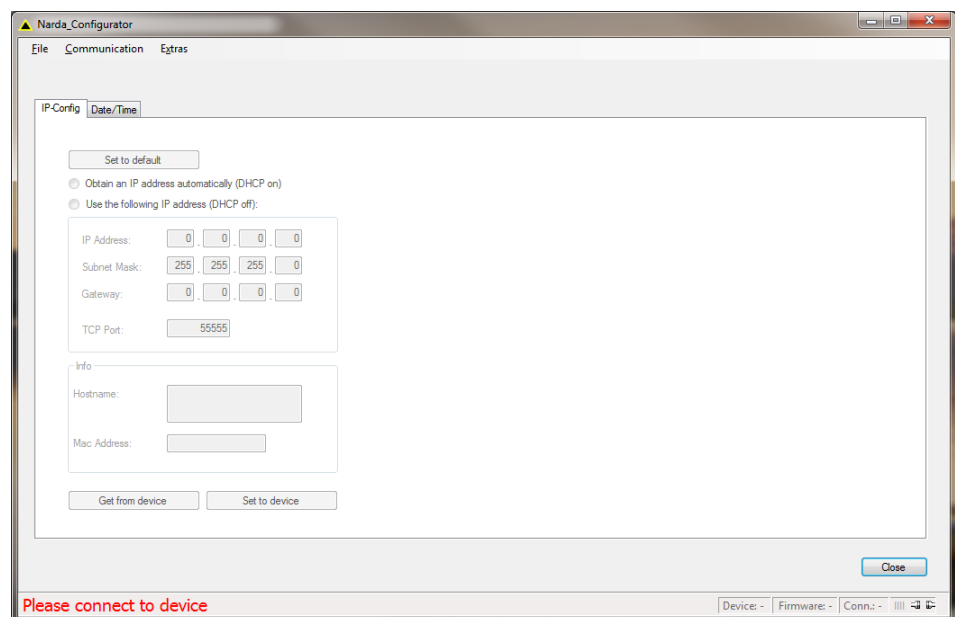 Narda_Configurator
File Communication Extras
IP-Config Date/Time
Set to default
Obtain an IP address automatically (DHCP on)
Use the following IP address (DHCP off):
IP Address: 0 . 0 . 0 . 0
Subnet Mask: 255 . 255 . 255 . 0
Gateway: 0 . 0 . 0 . 0
TCP Port: 55555
Info
Hostname:
Mac Address:
Get from device Set to device
Close
Please connect to device Device: - Firmware: - Conn.: -